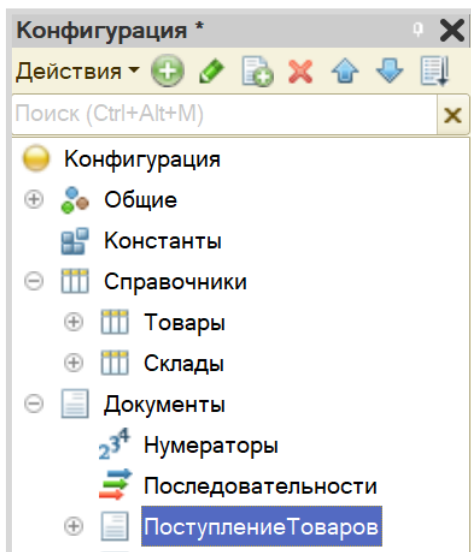 Конфигурация *
Действия
Поиск (Ctrl+Alt+M)
Конфигурация
Общие
Константы
Справочники
Товары
Склады
Документы
Нумераторы
Последовательности
ПоступлениеТоваров